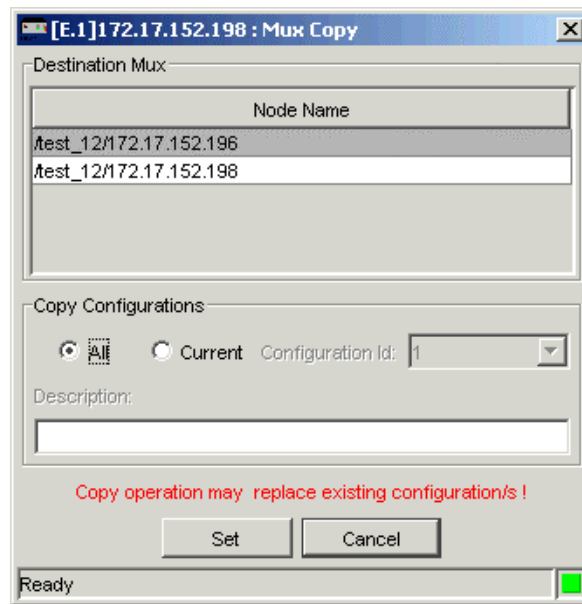 [E.1]172.17.152.198 : Mux Copy
Destination Mux
Node Name
/test_12/172.17.152.196
/test_12/172.17.152.198
Copy Configurations
All Current Configuration Id: 1
Description:
Copy operation may replace existing configuration/s !
Set Cancel
Ready